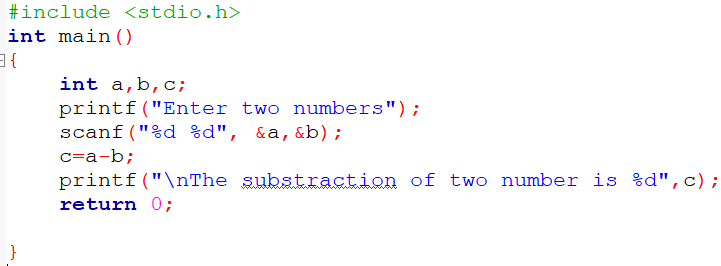 #include <stdio.h>
int main()
{
    int a,b,c;
    printf("Enter two numbers");
    scanf("%d %d", &a,&b);
    c=a-b;
    printf("\nThe substraction of two number is %d",c);
    return 0;
}